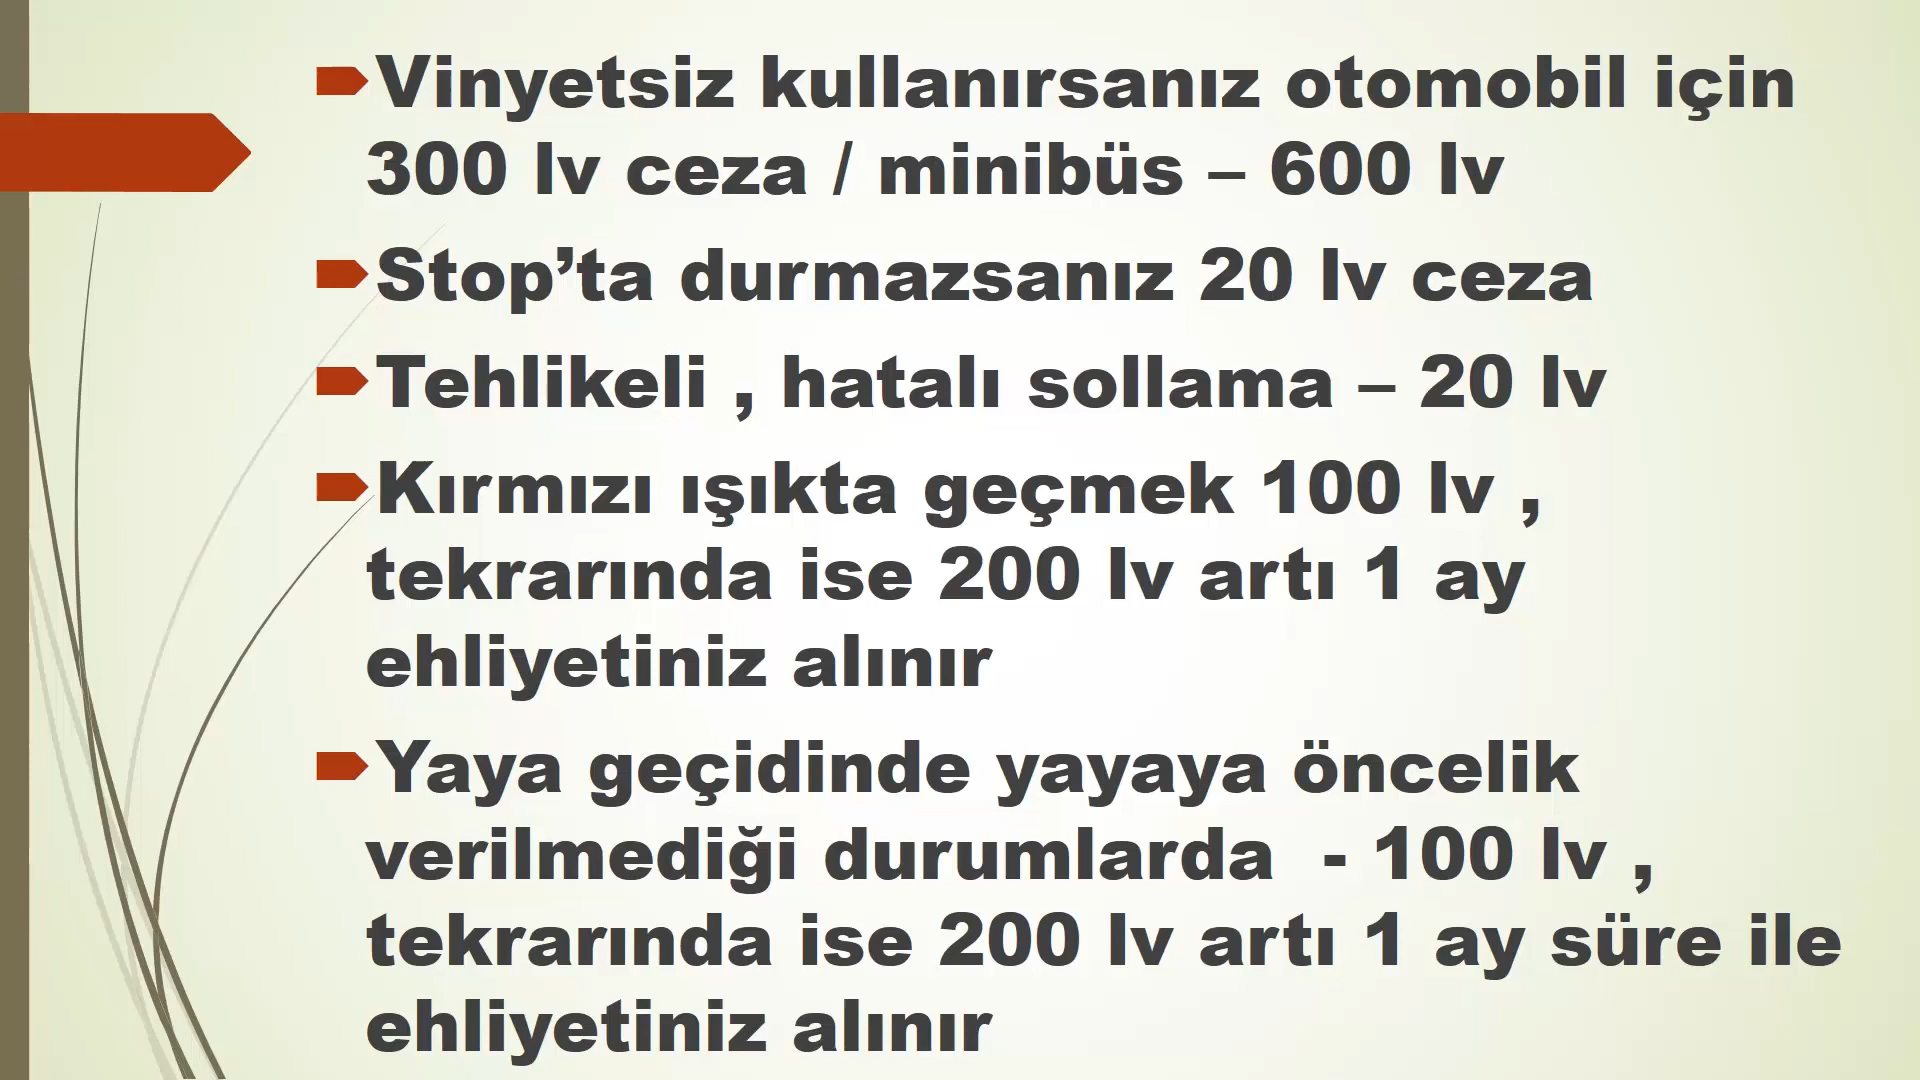 Vinyetsiz kullanırsanız otomobil için
300 lv ceza / minibüs – 600 lv
Stop’ta durmazsanız 20 lv ceza
Tehlikeli , hatalı sollama – 20 lv
Kırmızı ışıkta geçmek 100 lv ,
tekrarında ise 200 lv artı 1 ay
ehliyetiniz alınır
Yaya geçidinde yayaya öncelik
verilmediği durumlarda  - 100 lv ,
tekrarında ise 200 lv artı 1 ay süre ile
ehliyetiniz alınır